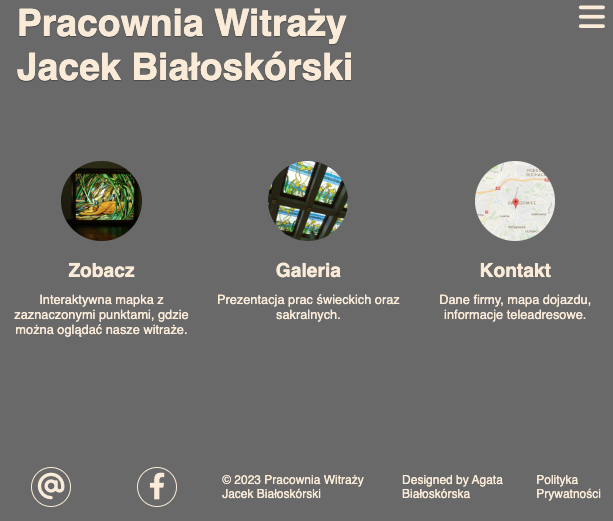 Pracownia Witraży
Jacek Białoskórski
Zobacz
Interaktywna mapka z
zaznaczonymi punktami, gdzie
można oglądać nasze witraże.
Galeria
Prezentacja prac świeckich oraz
sakralnych.
Kontakt
Dane firmy, mapa dojazdu,
informacje teleadresowe.
@
f
© 2023 Pracownia Witraży
Jacek Białoskórski
Designed by Agata
Białoskórska
Polityka
Prywatności